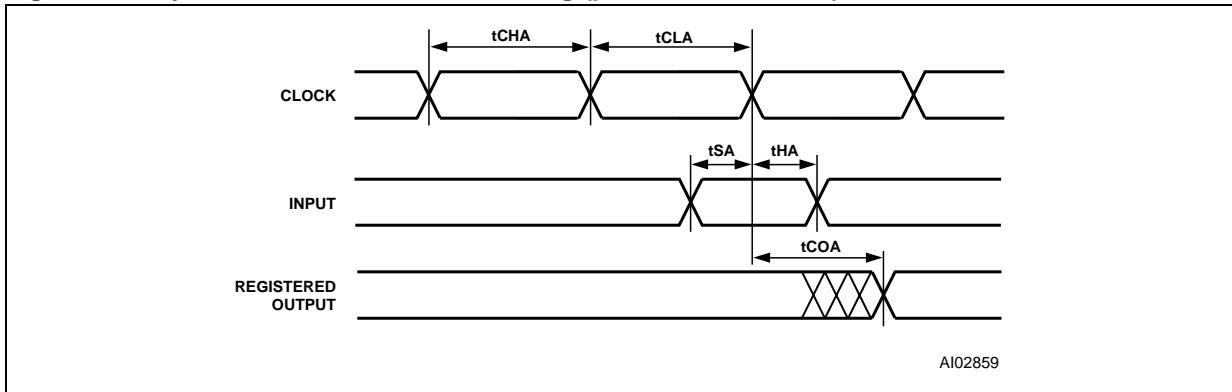 tCHA
tCLA
CLOCK
tSA
tHA
INPUT
tCOA
REGISTERED
OUTPUT
AI02859